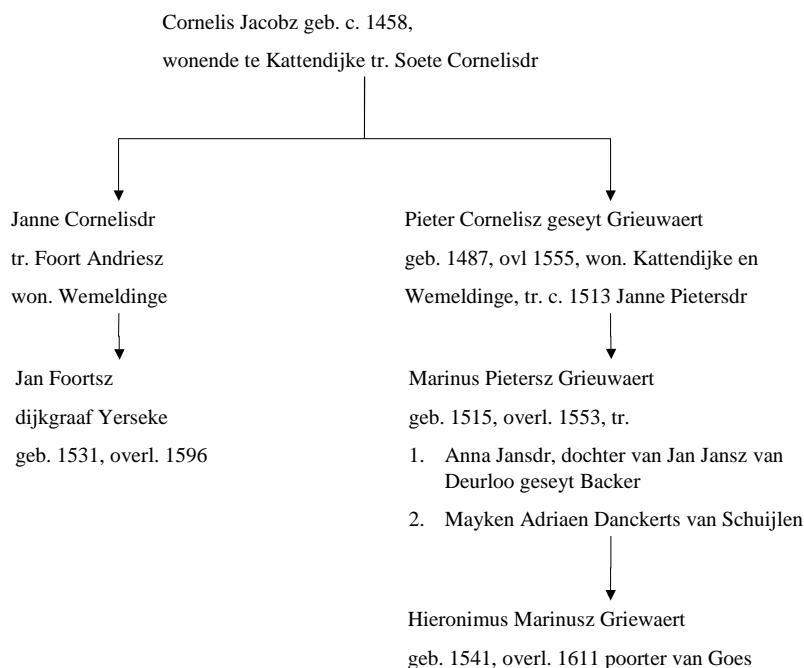 Cornelis Jacobz geb. c. 1458,
wonende te Kattendijke tr. Soete Cornelisdr
Janne Cornelisdr
tr. Foort Andriesz
won. Wemeldinge
Jan Foortsz
dijkgraaf Yerseke
geb. 1531, overl. 1596
Pieter Cornelisz geseyt Grieuwaert
geb. 1487, ovl 1555, won. Kattendijke en
Wemeldinge, tr. c. 1513 Janne Pietersdr
Marinus Pietersz Grieuwaert
geb. 1515, overl. 1553, tr.
1. Anna Jansdr, dochter van Jan Jansz van
Deurloo geseyt Backer
2. Mayken Adriaen Danckerts van Schuijlen
Hieronimus Marinusz Griewaert
geb. 1541, overl. 1611 poorter van Goes